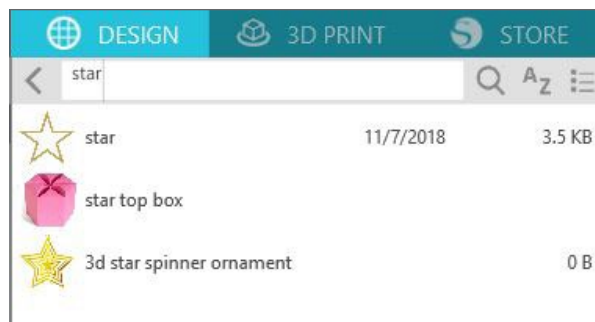 DESIGN 3D PRINT STORE
star
AZ
star 11/7/2018 3.5 KB
star top box
3d star spinner ornament 0 B